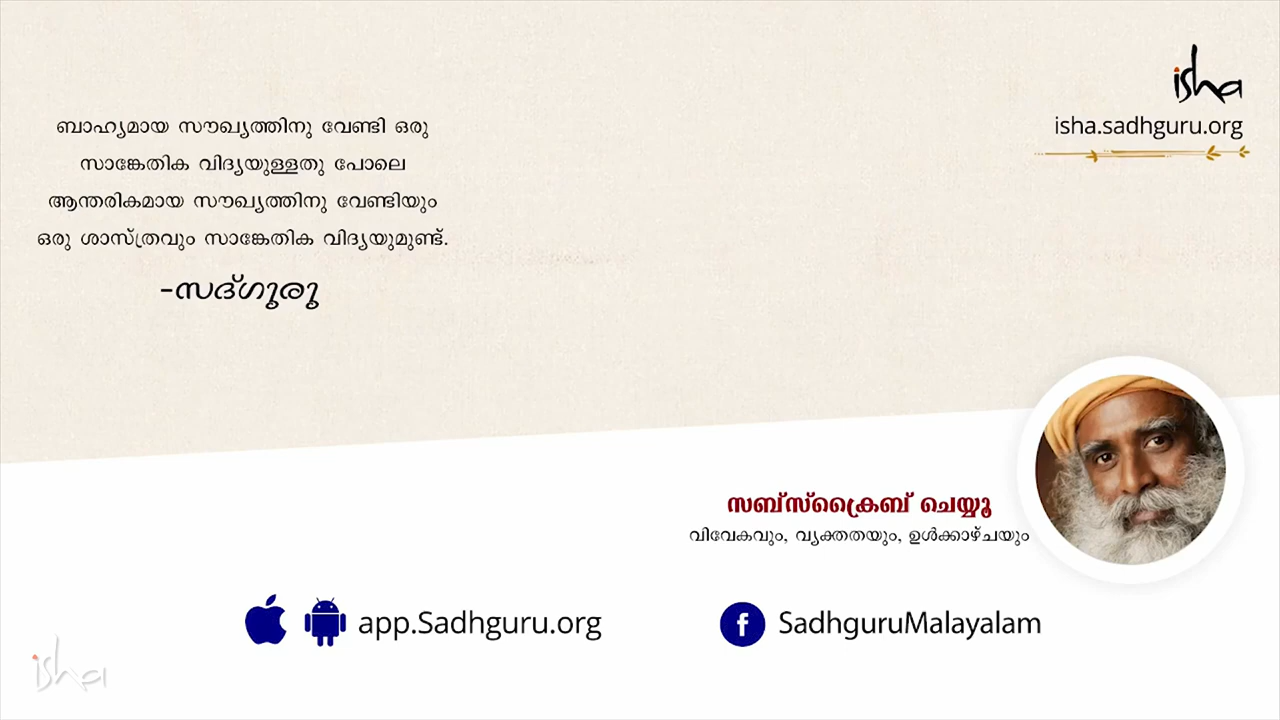 ബാഹ്യമായ സൗഖ്യത്തിനു വേണ്ടി ഒരു
സാങ്കേതിക വിദ്യയുള്ളതു പോലെ
ആന്തരികമായ സൗഖ്യത്തിനു വേണ്ടിയും
ഒരു ശാസ്ത്രവും സാങ്കേതിക വിദ്യയുമുണ്ട്.
-സദ്ഗുരു
isha
isha.sadhguru.org
സബ്സ്ക്രൈബ് ചെയ്യൂ
വിവേകവും, വ്യക്തതയും, ഉൾക്കാഴ്ചയും
app.Sadhguru.org
SadhguruMalayalam
isha